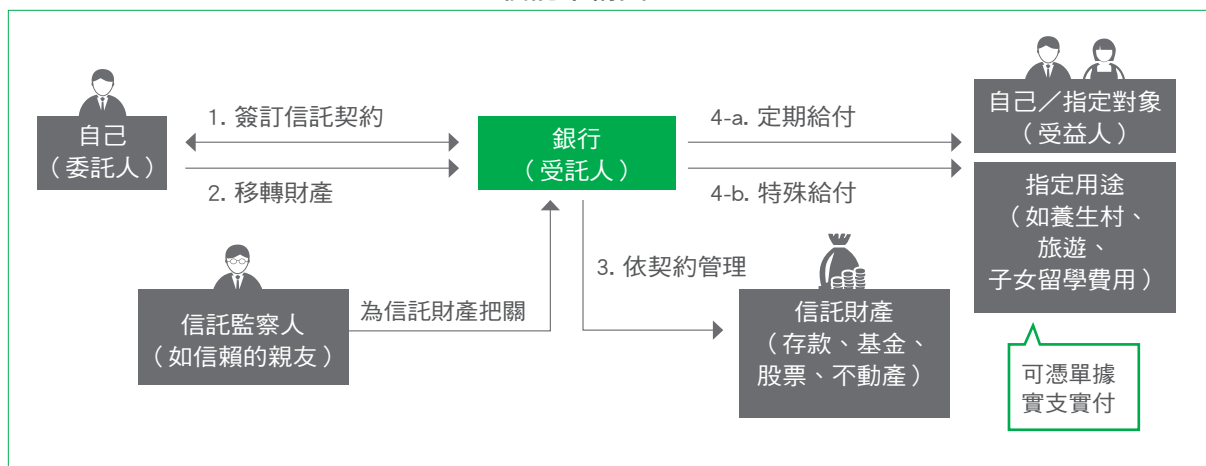 自己
（委託人）
1. 簽訂信託契約
2. 移轉財產
銀行
（受託人）
4-a. 定期給付
4-b. 特殊給付
自己／指定對象
（受益人）
指定用途
（如養生村、
旅遊、
子女留學費用）
信託監察人
（如信賴的親友）
為信託財產把關
3. 依契約管理
信託財產
（存款、基金、
股票、不動產）
可憑單據
實支實付